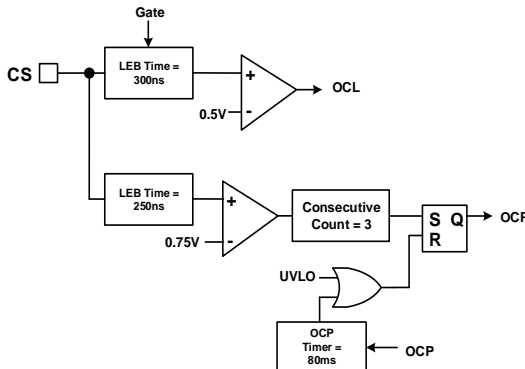 Gate
CS
LEB Time =
300ns
+
-
0.5V
OCL
LEB Time =
250ns
+
-
0.75V
Consecutive
Count = 3
S Q
R
OCP
UVLO
OCP
Timer =
80ms
OCP